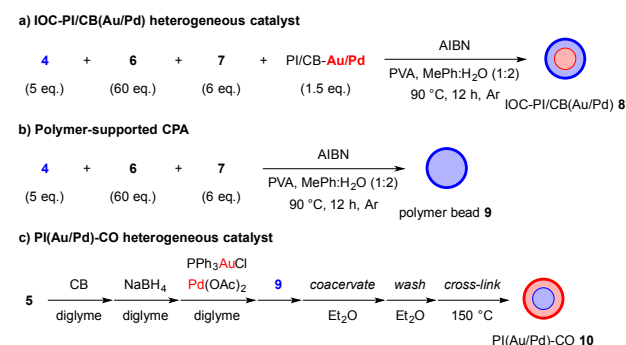 a) IOC-PI/CB(Au/Pd) heterogeneous catalyst
4 + 6 + 7 + PI/CB-Au/Pd AIBN
(5 eq.) (60 eq.) (6 eq.) (1.5 eq.) PVA, MePh:H2O (1:2)
90 °C, 12 h, Ar
IOC-PI/CB(Au/Pd) 8
b) Polymer-supported CPA
4 + 6 + 7 AIBN
(5 eq.) (60 eq.) (6 eq.) PVA, MePh:H2O (1:2)
90 °C, 12 h, Ar
polymer bead 9
c) PI(Au/Pd)-CO heterogeneous catalyst
PPh3AuCl
5 CB NaBH4 Pd(OAc)2 9 coacervate wash cross-link
diglyme diglyme diglyme Et2O Et2O 150 °C
PI(Au/Pd)-CO 10